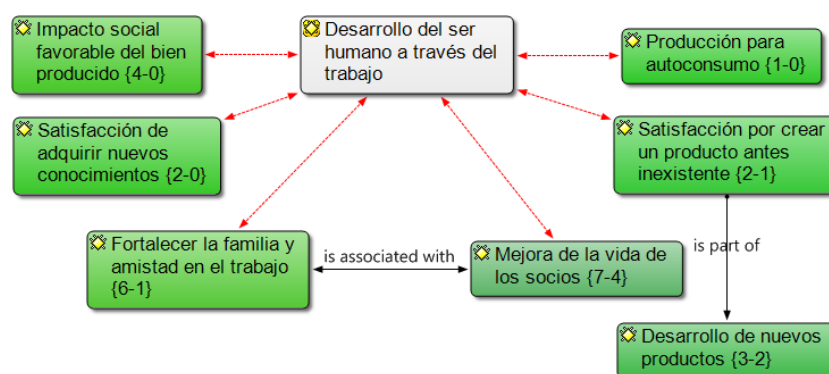 Impacto social
favorable del bien
producido {4-0}
Desarrollo del ser
humano a través del
trabajo
Producción para
autoconsumo {1-0}
Satisfacción de
adquirir nuevos
conocimientos {2-0}
Satisfacción por crear
un producto antes
inexistente {2-1}
Fortalecer la familia y
amistad en el trabajo
{6-1}
is associated with
Mejora de la vida de
los socios {7-4}
is part of
Desarrollo de nuevos
productos {3-2}